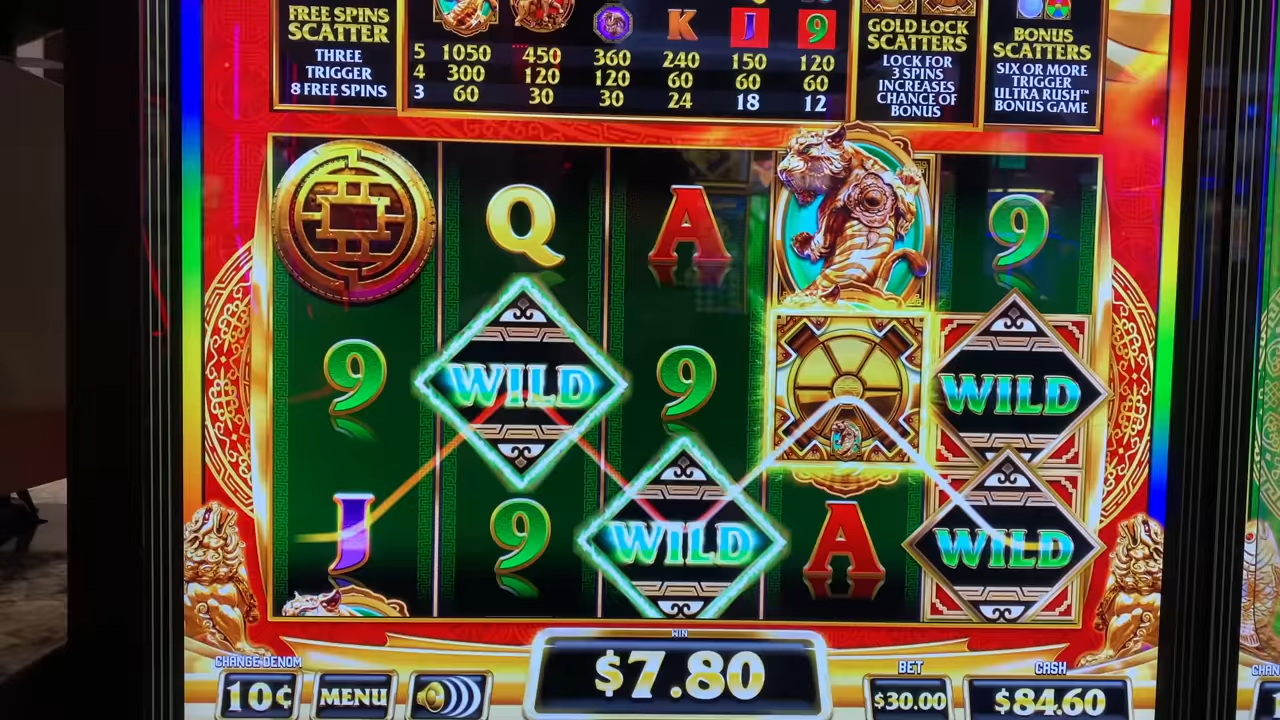 FREE SPINS
SCATTER
THREE
TRIGGER
8 FREE SPINS
K J 9
5 1050 450 360 240 150 120
4 300 120 120 60 60 60
3 60 30 30 24 18 12
GOLD LOCK
SCATTERS
LOCK FOR
3 SPINS
INCREASES
CHANCE OF
BONUS
BONUS
SCATTERS
SIX OR MORE
TRIGGER
ULTRA RUSH™
BONUS GAME
Q A 9
9 WILD 9 WILD
J 9 WILD A WILD
WIN
$7.80
CHANGE DENOM
10¢
MENU
BET
$30.00
CASH
$84.60